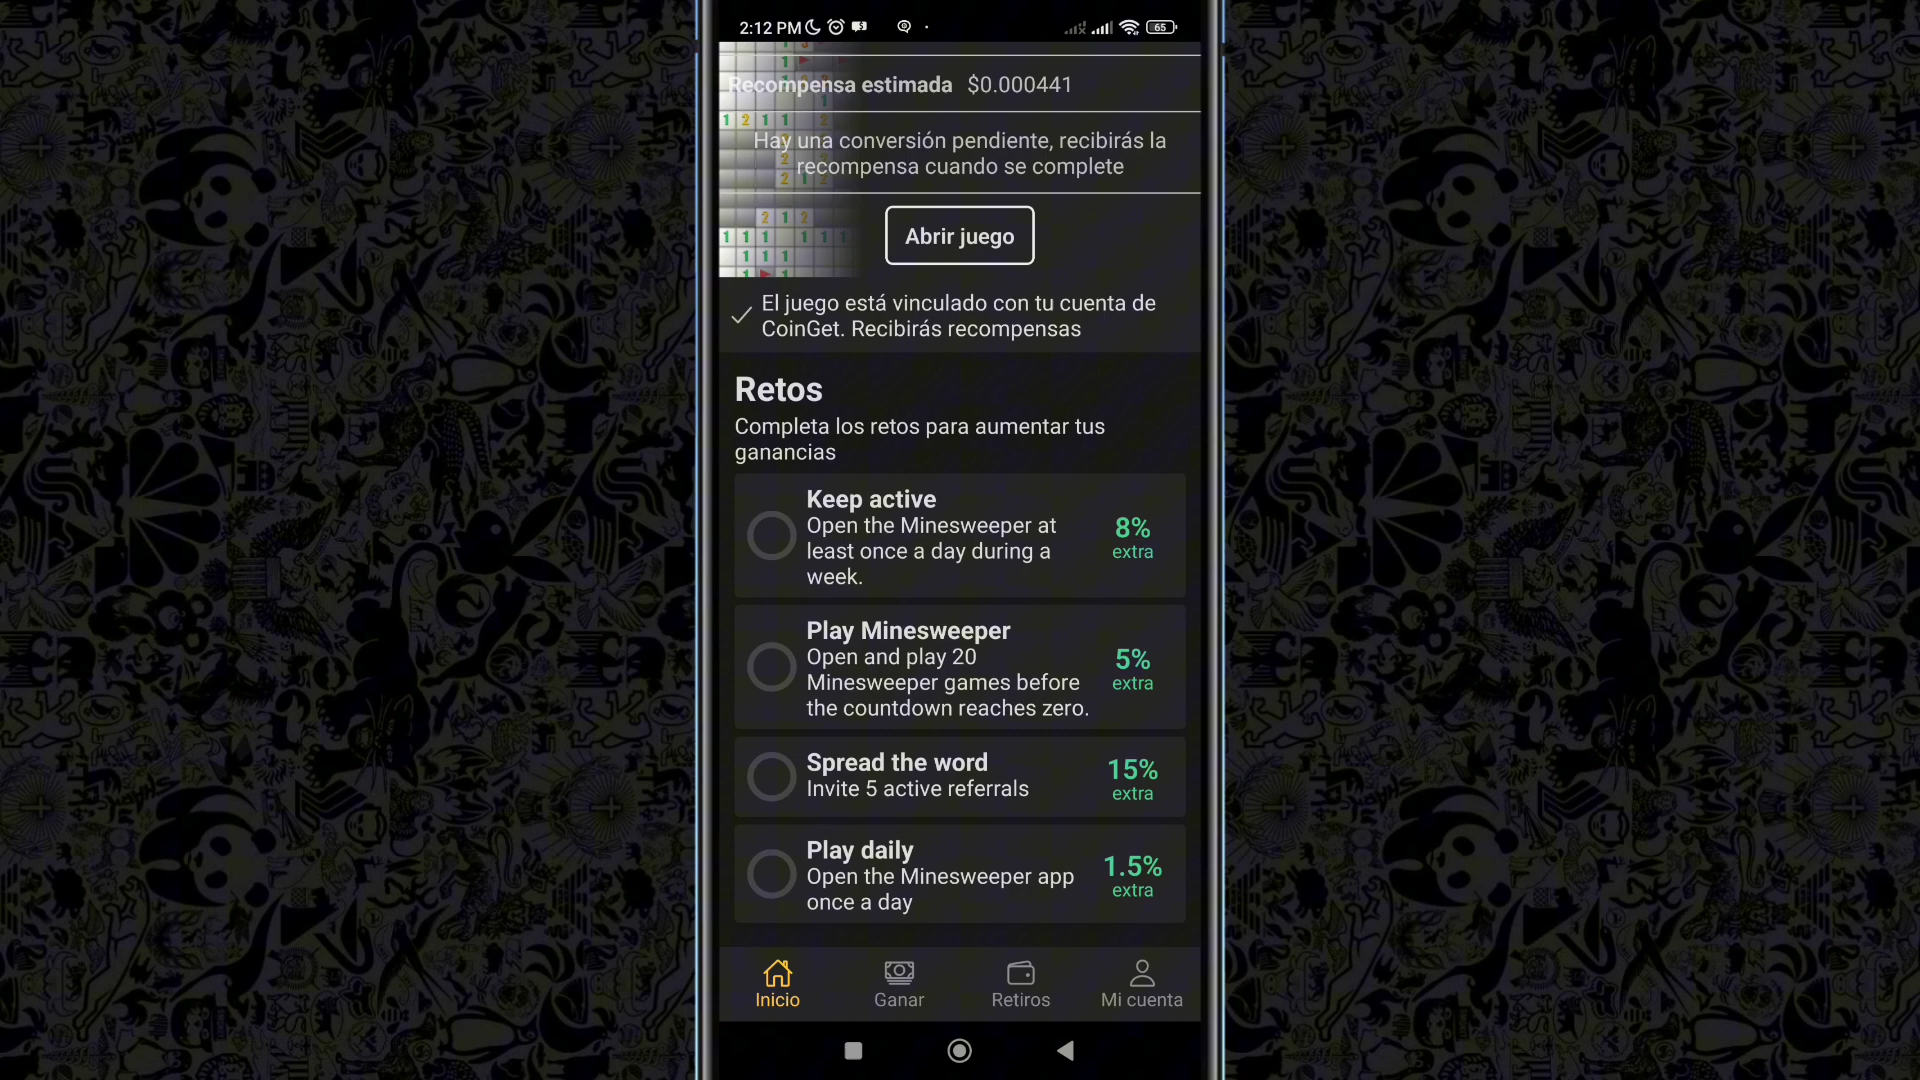 2:12 PM
65
Recompensa estimada $0.000441
Hay una conversión pendiente, recibirás la
recompensa cuando se complete
Abrir juego
El juego está vinculado con tu cuenta de
CoinGet. Recibirás recompensas
Retos
Completa los retos para aumentar tus
ganancias
Keep active
Open the Minesweeper at
least once a day during a
week.
8%
extra
Play Minesweeper
Open and play 20
Minesweeper games before
the countdown reaches zero.
5%
extra
Spread the word
Invite 5 active referrals
15%
extra
Play daily
Open the Minesweeper app
once a day
1.5%
extra
Inicio Ganar Retiros Mi cuenta